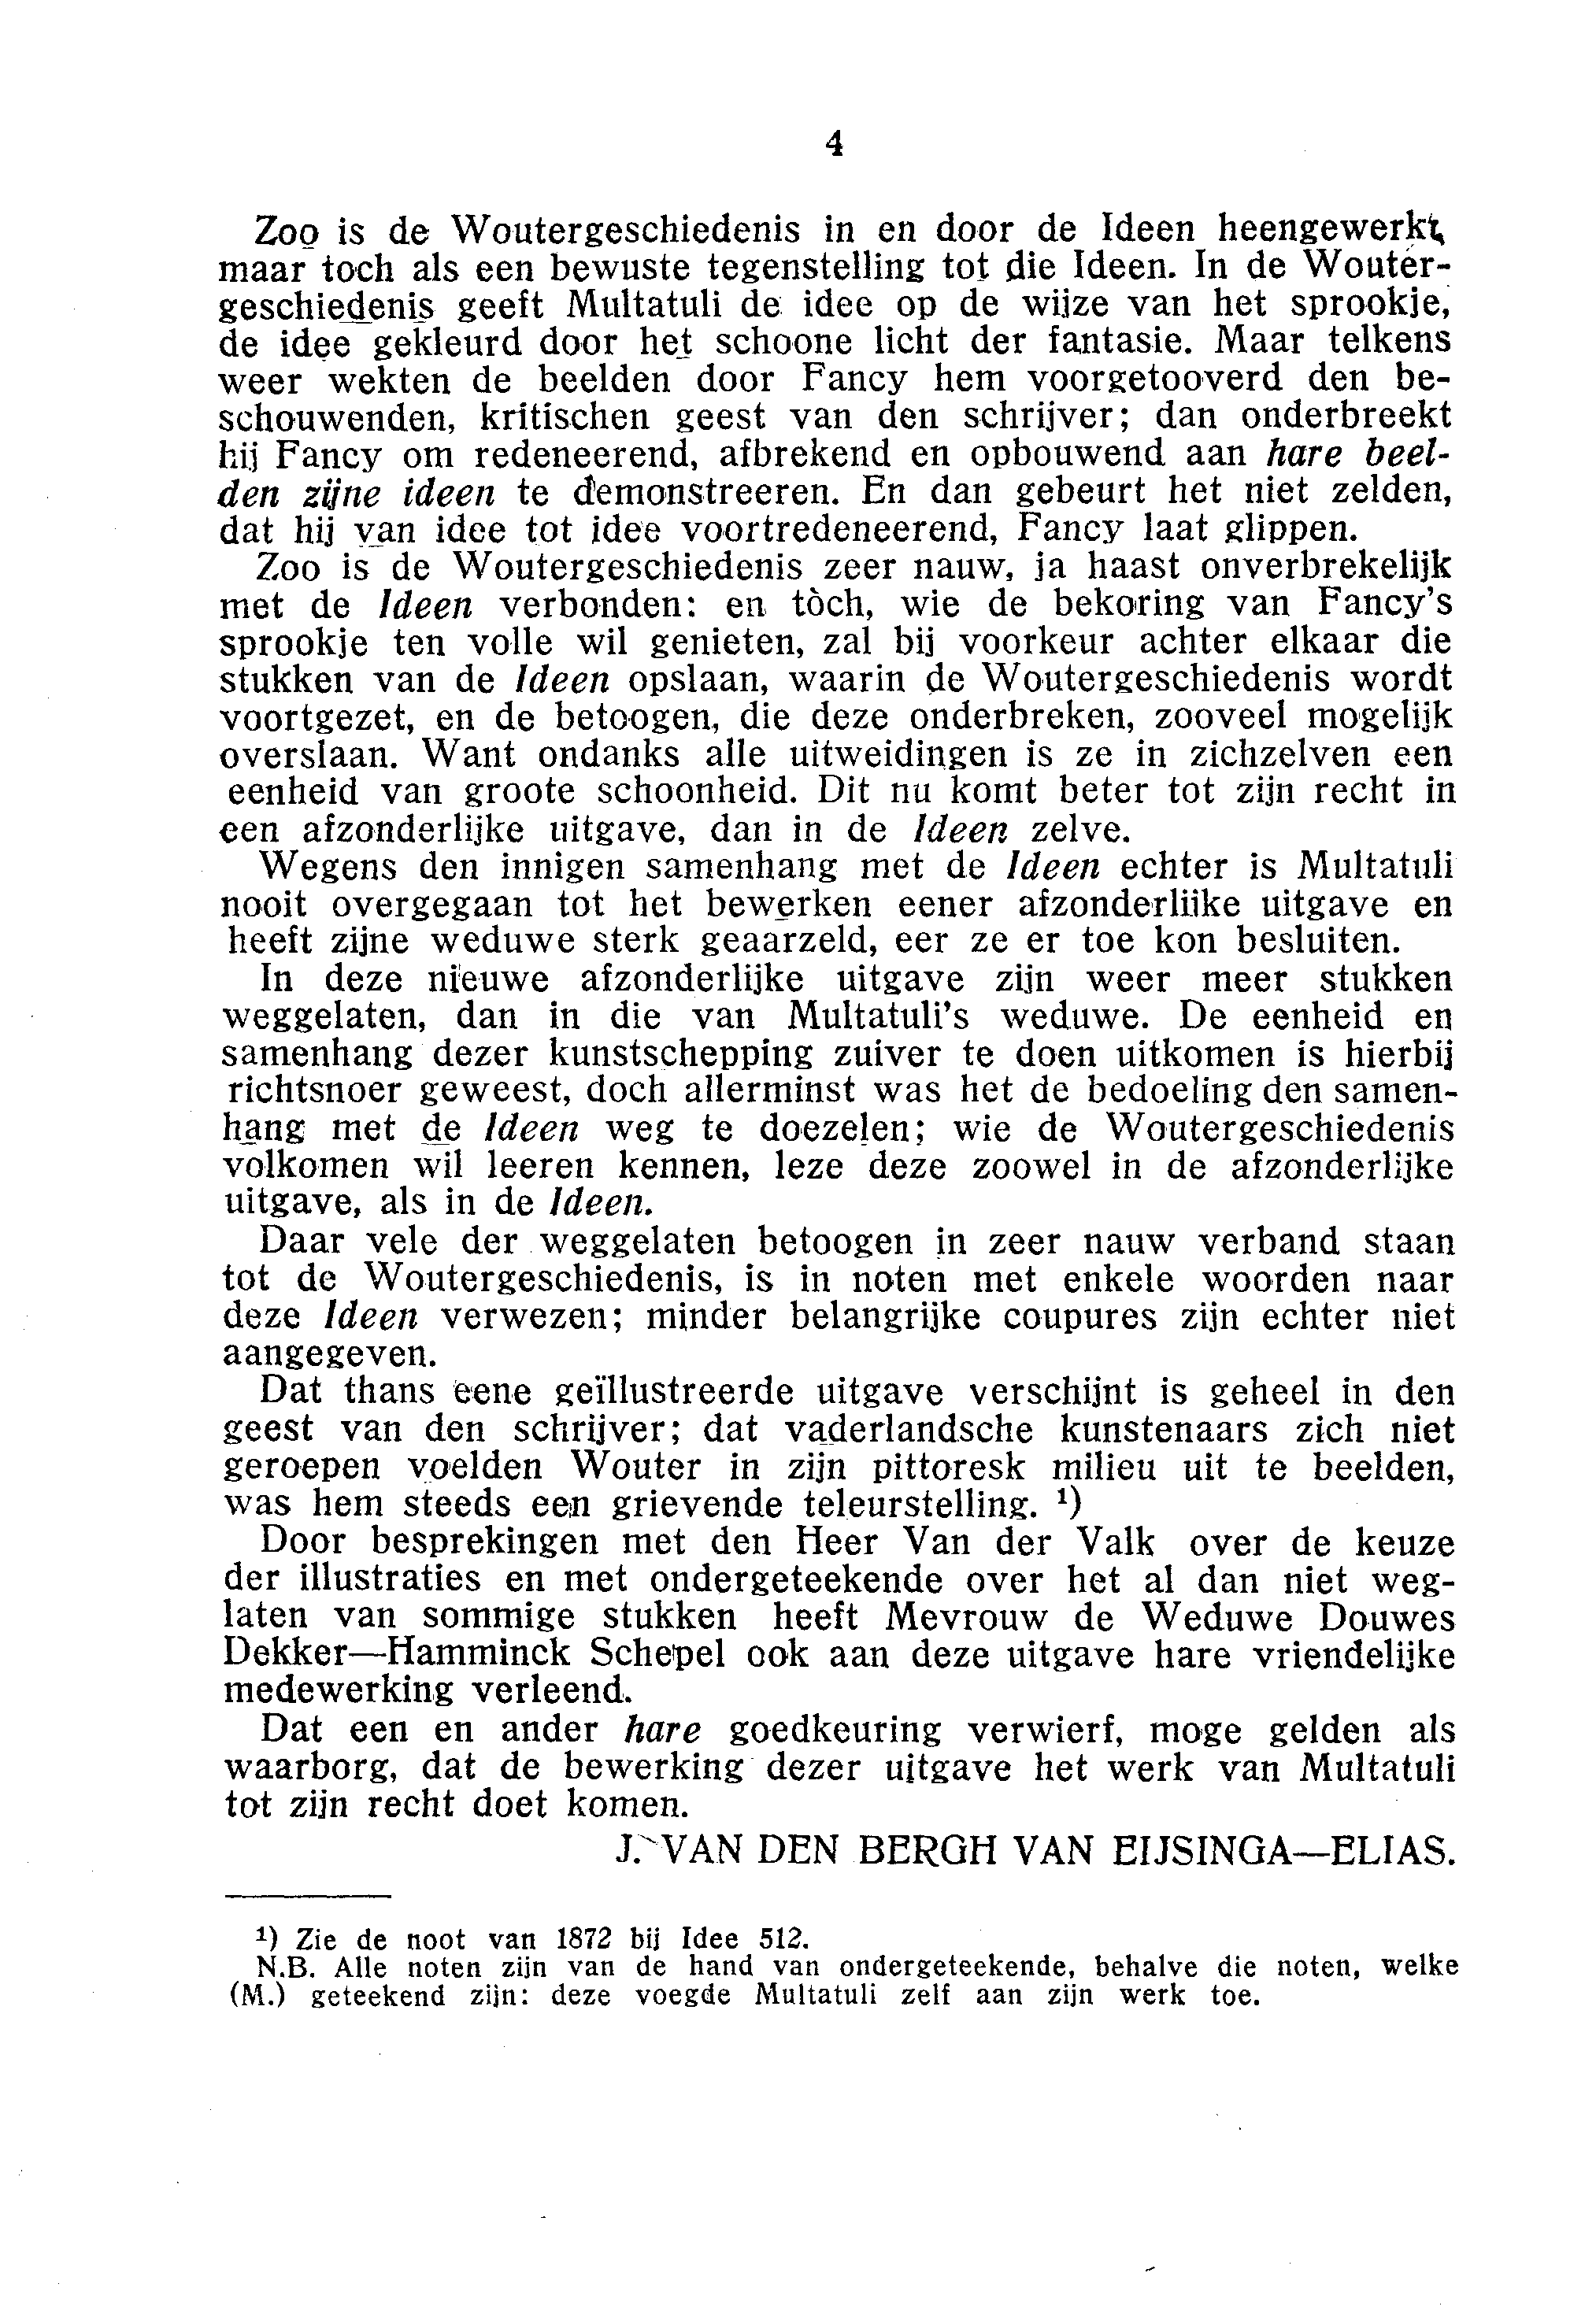 4
Zoo is de Woutergeschiedenis in en door de Ideen heengewerkt,
maar toch als een bewuste tegenstelling tot die Ideen. In de Wouter-
geschiedenis geeft Multatuli de idee op de wijze van het sprookje,
de idee gekleurd door het schoone licht der fantasie. Maar telkens
weer wekten de beelden door Fancy hem voorgetooverd den be-
schouwenden, kritischen geest van den schrijver; dan onderbreekt
hij Fancy om redeneerend, afbrekend en opbouwend aan hare beel-
den zijne ideen te demonstreeren. En dan gebeurt het niet zelden,
dat hij van idee tot idee voortredeneerend, Fancy laat glippen.
Zoo is de Woutergeschiedenis zeer nauw, ja haast onverbrekelijk
met de Ideen verbonden: en tòch, wie de bekoring van Fancy's
sprookje ten volle wil genieten, zal bij voorkeur achter elkaar die
stukken van de Ideen opslaan, waarin de Woutergeschiedenis wordt
voortgezet, en de betoogen, die deze onderbreken, zooveel mogelijk
overslaan. Want ondanks alle uitweidingen is ze in zichzelven een
eenheid van groote schoonheid. Dit nu komt beter tot zijn recht in
een afzonderlijke uitgave, dan in de Ideen zelve.
Wegens den innigen samenhang met de Ideen echter is Multatuli
nooit overgegaan tot het bewerken eener afzonderlijke uitgave en
heeft zijne weduwe sterk geaarzeld, eer ze er toe kon besluiten.
In deze nieuwe afzonderlijke uitgave zijn weer meer stukken
weggelaten, dan in die van Multatuli's weduwe. De eenheid en
samenhang dezer kunstschepping zuiver te doen uitkomen is hierbij
richtsnoer geweest, doch allerminst was het de bedoeling den samen-
hang met de Ideen weg te doezelen; wie de Woutergeschiedenis
volkomen wil leeren kennen, leze deze zoowel in de afzonderlijke
uitgave, als in de Ideen.
Daar vele der weggelaten betoogen in zeer nauw verband staan
tot de Woutergeschiedenis, is in noten met enkele woorden naar
deze Ideen verwezen; minder belangrijke coupures zijn echter niet
aangegeven.
Dat thans eene geïllustreerde uitgave verschijnt is geheel in den
geest van den schrijver; dat vaderlandsche kunstenaars zich niet
geroepen voelden Wouter in zijn pittoresk milieu uit te beelden,
was hem steeds een grievende teleurstelling. ¹)
Door besprekingen met den Heer Van der Valk over de keuze
der illustraties en met ondergeteekende over het al dan niet weg-
laten van sommige stukken heeft Mevrouw de Weduwe Douwes
Dekker—Hamminck Schepel ook aan deze uitgave hare vriendelijke
medewerking verleend.
Dat een en ander hare goedkeuring verwierf, moge gelden als
waarborg, dat de bewerking dezer uitgave het werk van Multatuli
tot zijn recht doet komen.
J. VAN DEN BERGH VAN EIJSINGA—ELIAS.
¹) Zie de noot van 1872 bij Idee 512.
N.B. Alle noten zijn van de hand van ondergeteekende, behalve die noten, welke
(M.) geteekend zijn: deze voegde Multatuli zelf aan zijn werk toe.